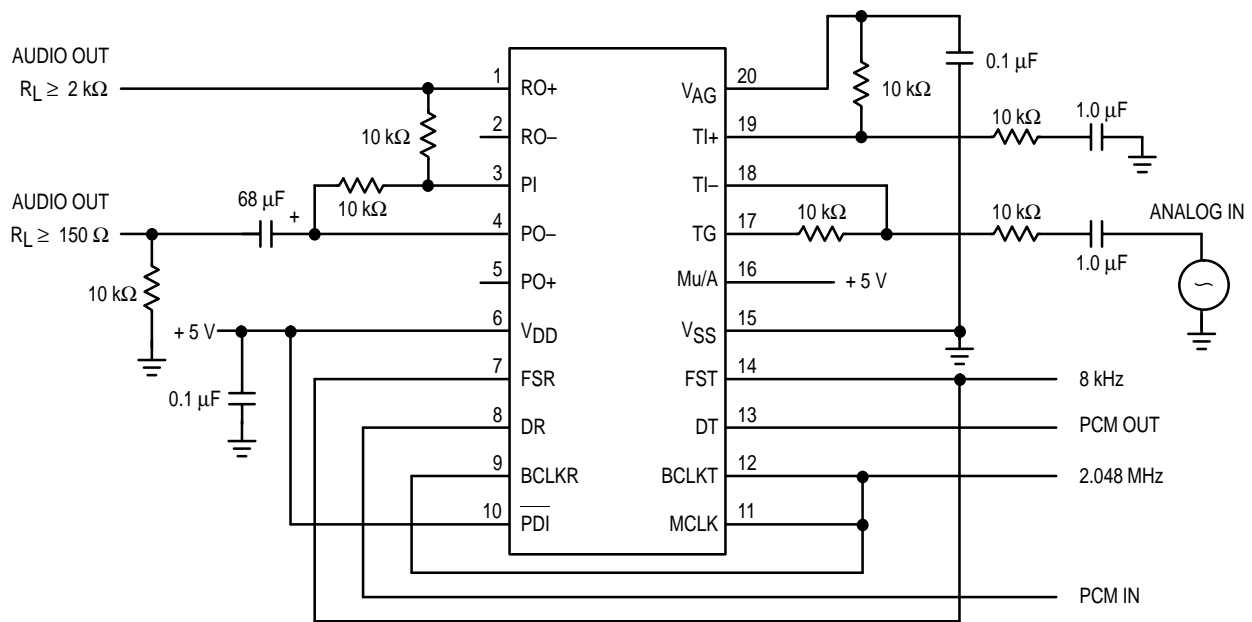 AUDIO OUT
R_L ≥ 2 kΩ
AUDIO OUT
R_L ≥ 150 Ω
68 µF
+
10 kΩ
10 kΩ
10 kΩ
+ 5 V
0.1 µF
1 RO+
2 RO–
3 PI
4 PO–
5 PO+
6 V_DD
7 FSR
8 DR
9 BCLKR
10 PDI
V_AG 20
TI+ 19
TI– 18
TG 17
Mu/A 16
V_SS 15
FST 14
DT 13
BCLKT 12
MCLK 11
0.1 µF
10 kΩ
10 kΩ
1.0 µF
10 kΩ
10 kΩ
1.0 µF
ANALOG IN
~
+ 5 V
8 kHz
PCM OUT
2.048 MHz
PCM IN